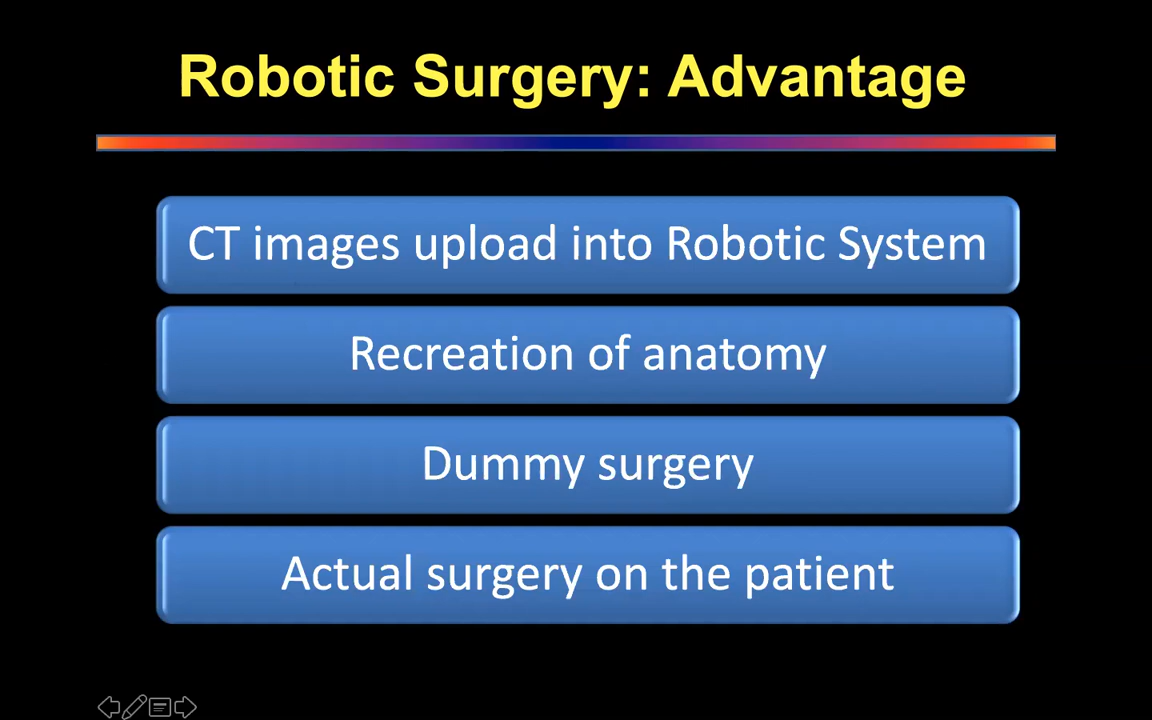 Robotic Surgery: Advantage
CT images upload into Robotic System
Recreation of anatomy
Dummy surgery
Actual surgery on the patient